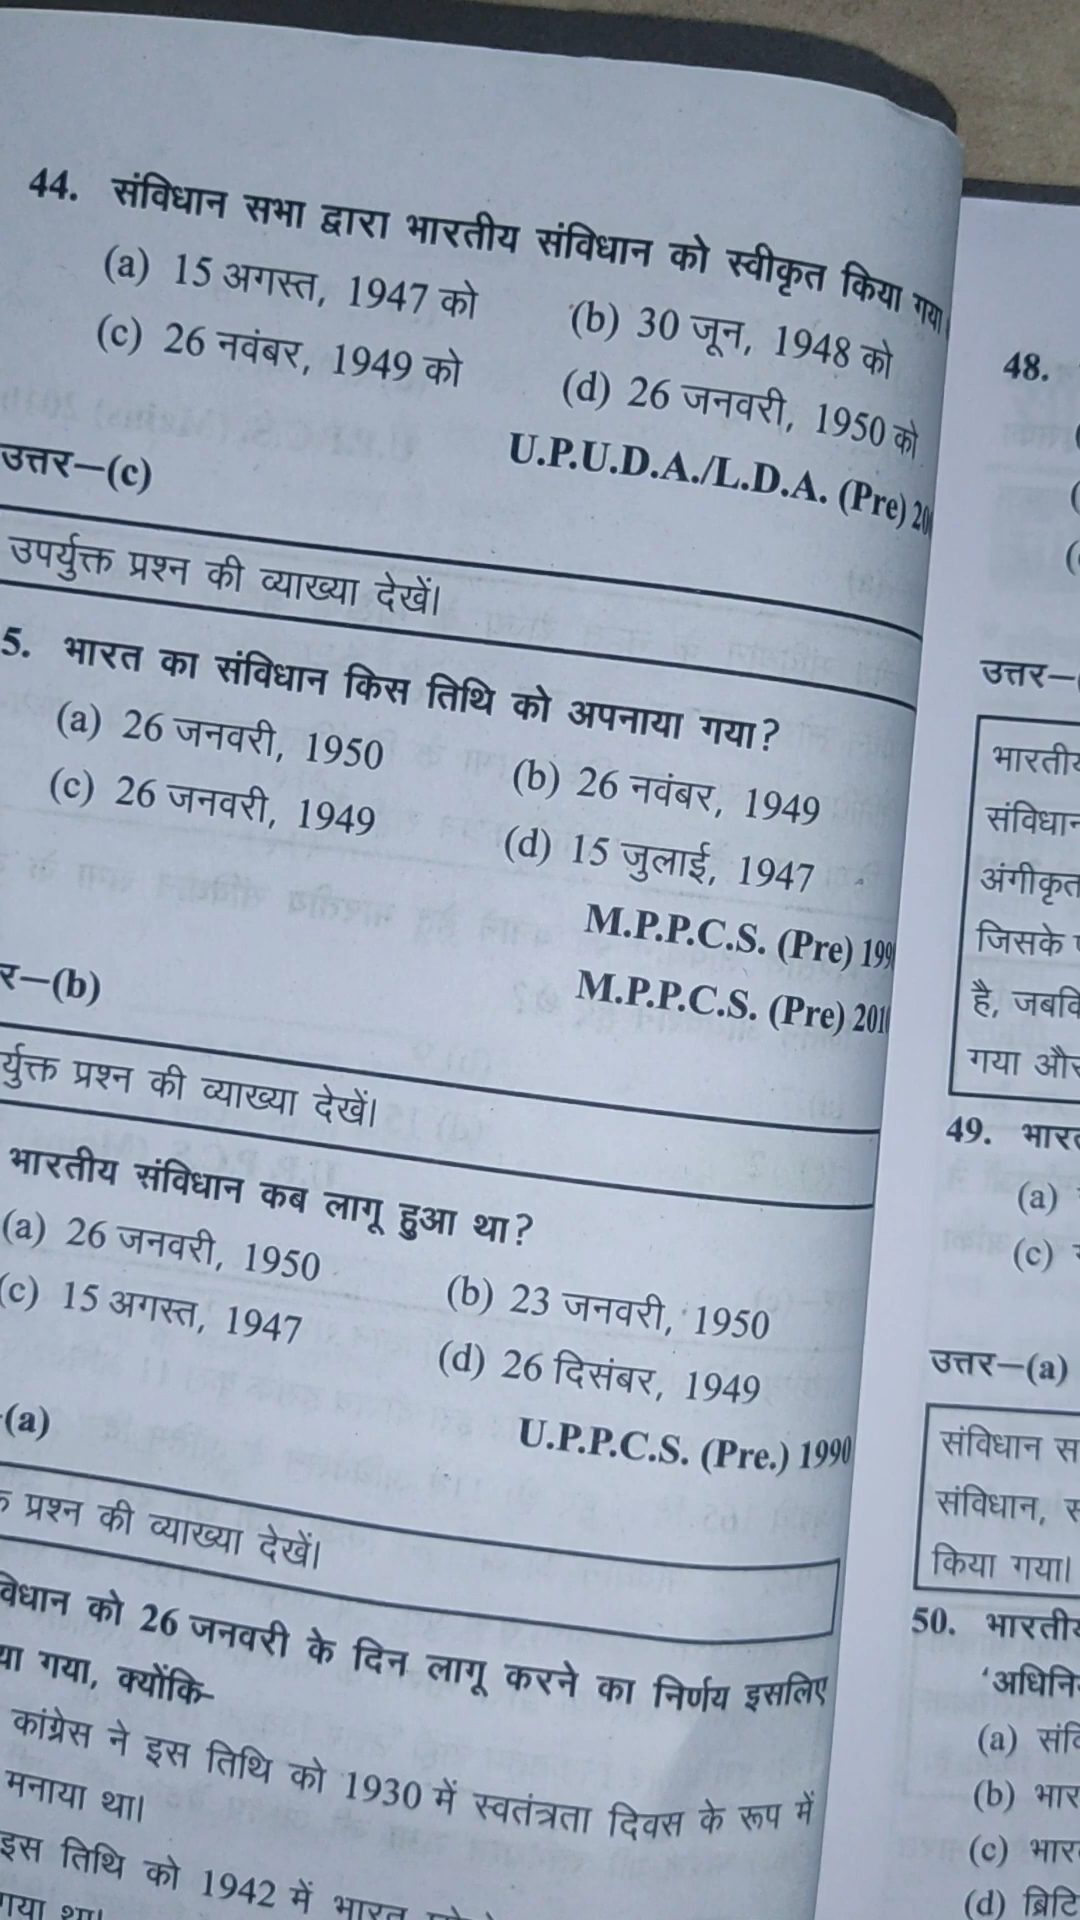 44. संविधान सभा द्वारा भारतीय संविधान को स्वीकृत किया गया
(a) 15 अगस्त, 1947 को
(b) 30 जून, 1948 को
(c) 26 नवंबर, 1949 को
(d) 26 जनवरी, 1950 को
U.P.U.D.A./L.D.A. (Pre)
उत्तर–(c)
उपर्युक्त प्रश्न की व्याख्या देखें।
5. भारत का संविधान किस तिथि को अपनाया गया?
(a) 26 जनवरी, 1950
(b) 26 नवंबर, 1949
(c) 26 जनवरी, 1949
(d) 15 जुलाई, 1947
M.P.P.C.S. (Pre)
M.P.P.C.S. (Pre)
र–(b)
र्युक्त प्रश्न की व्याख्या देखें।
भारतीय संविधान कब लागू हुआ था?
(a) 26 जनवरी, 1950
(b) 23 जनवरी, 1950
(c) 15 अगस्त, 1947
(d) 26 दिसंबर, 1949
U.P.P.C.S. (Pre.) 1990
(a)
प्रश्न की व्याख्या देखें।
को 26 जनवरी के दिन लागू करने का निर्णय इसलिए
गया, क्योंकि–
कांग्रेस ने इस तिथि को 1930 में स्वतंत्रता दिवस के रूप में
मनाया था।
इस तिथि को 1942 में भारत
48.
उत्तर–
भारतीय
संविधान
अंगीकृत
जिसके
है, जबकि
गया और
49. भारत
(a)
(c)
उत्तर–(a)
संविधान
संविधान,
किया गया।
50. भारतीय
(a)
(b)
(c)
(d)